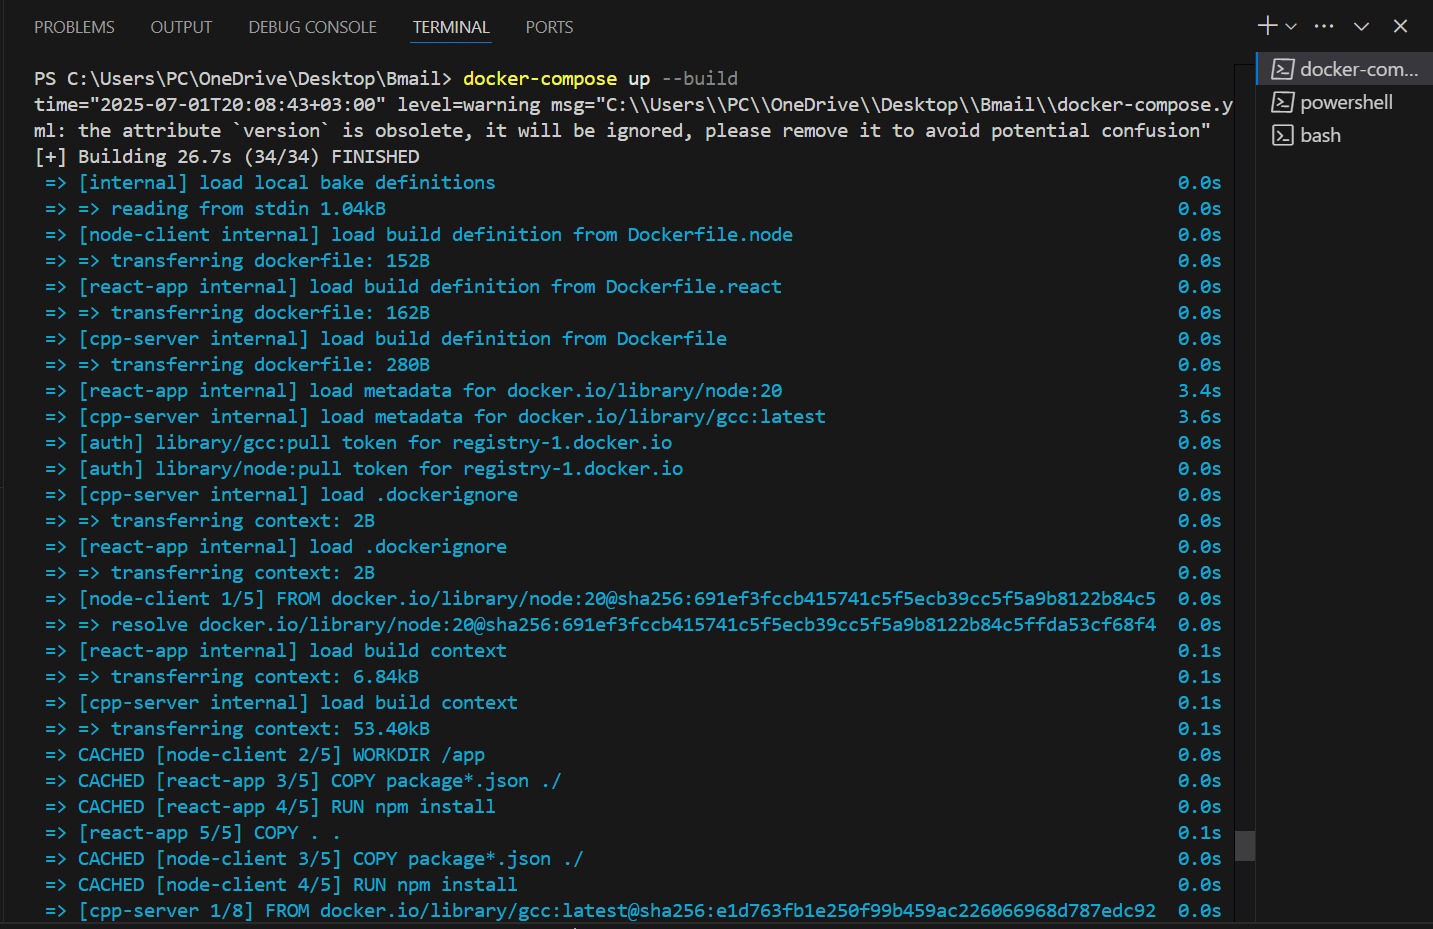 PROBLEMS OUTPUT DEBUG CONSOLE TERMINAL PORTS
PS C:\Users\PC\OneDrive\Desktop\Bmail> docker-compose up --build
time="2025-07-01T20:08:43+03:00" level=warning msg="C:\\Users\\PC\\OneDrive\\Desktop\\Bmail\\docker-compose.y
ml: the attribute `version` is obsolete, it will be ignored, please remove it to avoid potential confusion"
[+] Building 26.7s (34/34) FINISHED
=> [internal] load local bake definitions 0.0s
=> => reading from stdin 1.04kB 0.0s
=> [node-client internal] load build definition from Dockerfile.node 0.0s
=> => transferring dockerfile: 152B 0.0s
=> [react-app internal] load build definition from Dockerfile.react 0.0s
=> => transferring dockerfile: 162B 0.0s
=> [cpp-server internal] load build definition from Dockerfile 0.0s
=> => transferring dockerfile: 280B 0.0s
=> [react-app internal] load metadata for docker.io/library/node:20 3.4s
=> [cpp-server internal] load metadata for docker.io/library/gcc:latest 3.6s
=> [auth] library/gcc:pull token for registry-1.docker.io 0.0s
=> [auth] library/node:pull token for registry-1.docker.io 0.0s
=> [cpp-server internal] load .dockerignore 0.0s
=> => transferring context: 2B 0.0s
=> [react-app internal] load .dockerignore 0.0s
=> => transferring context: 2B 0.0s
=> [node-client 1/5] FROM docker.io/library/node:20@sha256:691ef3fccb415741c5f5ecb39cc5f5a9b8122b84c5 0.0s
=> => resolve docker.io/library/node:20@sha256:691ef3fccb415741c5f5ecb39cc5f5a9b8122b84c5ffda53cf68f4 0.0s
=> [react-app internal] load build context 0.1s
=> => transferring context: 6.84kB 0.1s
=> [cpp-server internal] load build context 0.1s
=> => transferring context: 53.40kB 0.1s
=> CACHED [node-client 2/5] WORKDIR /app 0.0s
=> CACHED [react-app 3/5] COPY package*.json ./ 0.0s
=> CACHED [react-app 4/5] RUN npm install 0.0s
=> [react-app 5/5] COPY . . 0.1s
=> CACHED [node-client 3/5] COPY package*.json ./ 0.0s
=> CACHED [node-client 4/5] RUN npm install 0.0s
=> [cpp-server 1/8] FROM docker.io/library/gcc:latest@sha256:e1d763fb1e250f99b459ac226066968d787edc92 0.0s
docker-com...
powershell
bash